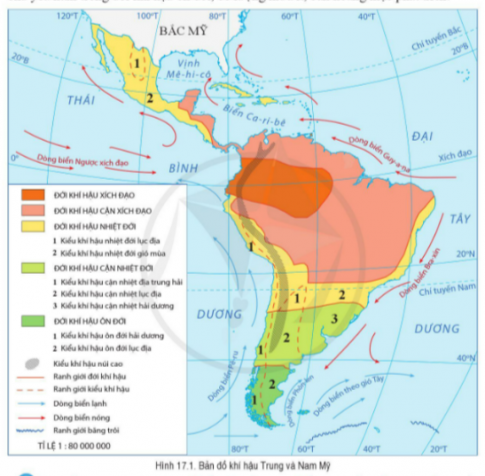 120°T
100°T
80°T
60°T
40°T
BẮC MỸ
Chí tuyến Bắc
20°B
20°B
1
Vịnh
Mê-hi-cô
2
THÁI
Biển Ca-ri-bê
ĐẠI
Dòng biển Guy-a-na
Xích đạo
0°
Dòng biển Ngược xích đạo
BÌNH
ĐỚI KHÍ HẬU XÍCH ĐẠO
ĐỚI KHÍ HẬU CẬN XÍCH ĐẠO
ĐỚI KHÍ HẬU NHIỆT ĐỚI
1 Kiểu khí hậu nhiệt đới lục địa
2 Kiểu khí hậu nhiệt đới gió mùa
ĐỚI KHÍ HẬU CẬN NHIỆT ĐỚI
1 Kiểu khí hậu cận nhiệt địa trung hải
2 Kiểu khí hậu cận nhiệt lục địa
3 Kiểu khí hậu cận nhiệt hải dương
ĐỚI KHÍ HẬU ÔN ĐỚI
1 Kiểu khí hậu ôn đới hải dương
2 Kiểu khí hậu ôn đới lục địa
Kiểu khí hậu núi cao
Ranh giới đới khí hậu
Ranh giới kiểu khí hậu
Dòng biển lạnh
Dòng biển nóng
Ranh giới băng trôi
TỈ LỆ 1 : 80 000 000
TÂY
1
20°N
Dòng biển Bra-xin
Chí tuyến Nam
1
2
DƯƠNG
3
DƯƠNG
2
1
40°N
Dòng biển Pê-ru
2
1
Dòng biển theo gió Tây
80°T
60°T
40°T
20°T
Hình 17.1. Bản đồ khí hậu Trung và Nam Mỹ